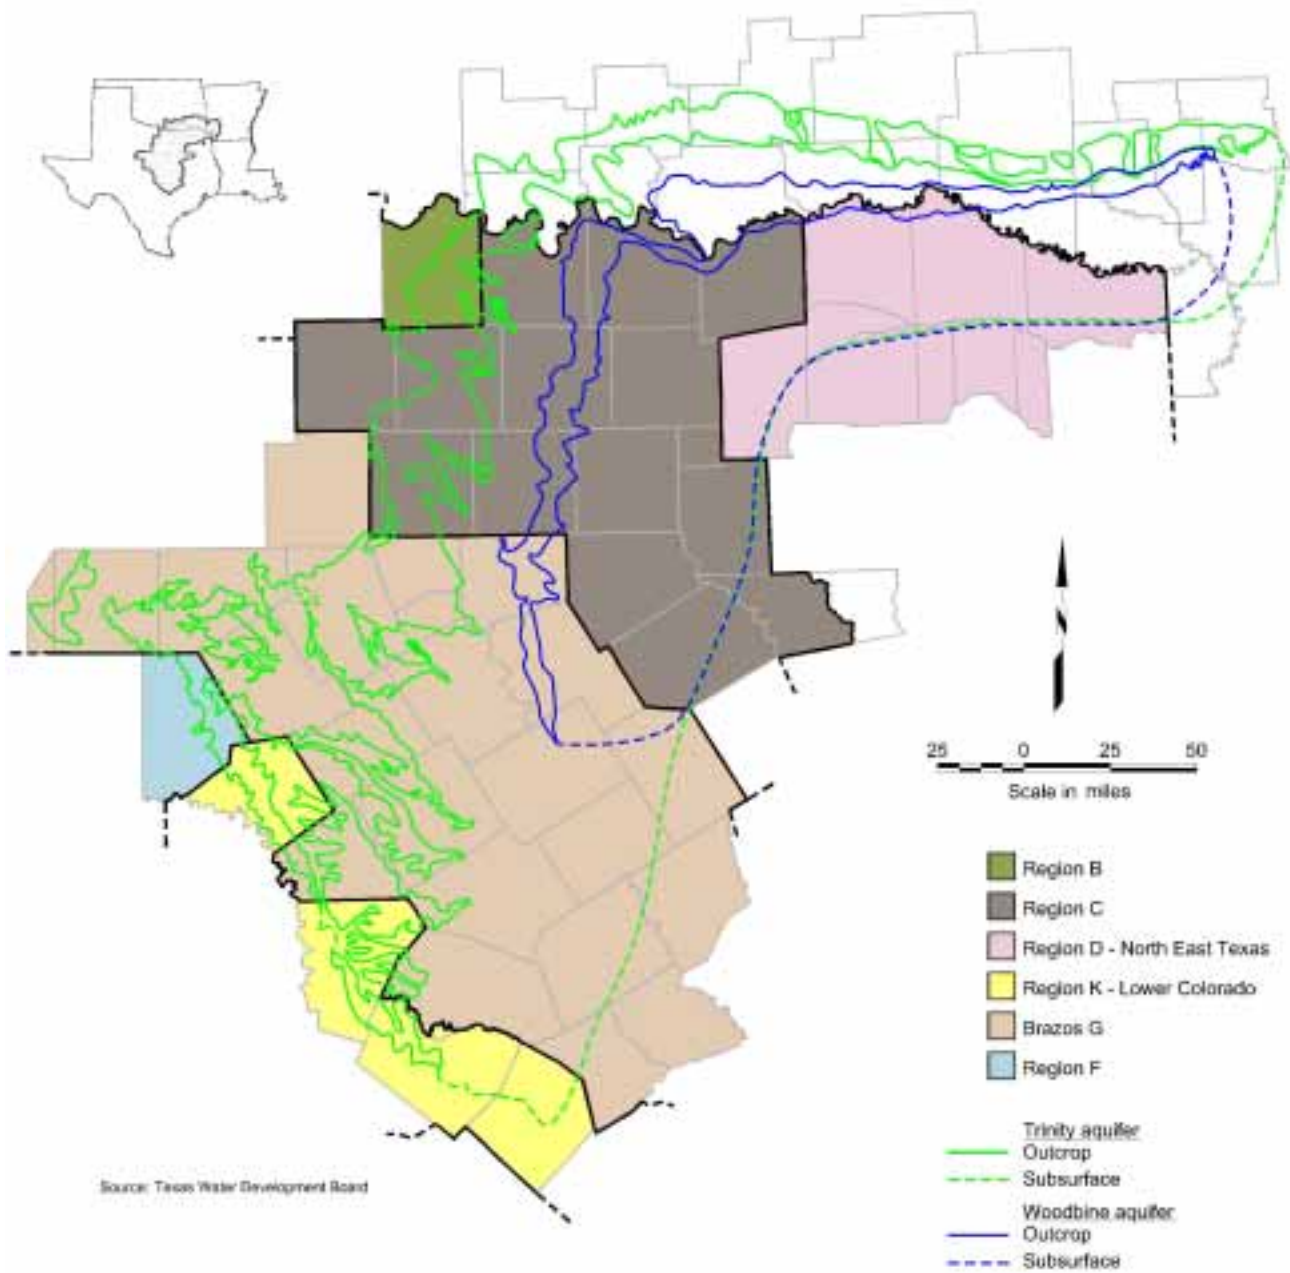 25 0 25 50
Scale in miles
Region B
Region C
Region D - North East Texas
Region K - Lower Colorado
Brazos G
Region F
Trinity aquifer
Outcrop
Subsurface
Woodbine aquifer
Outcrop
Subsurface
Source: Texas Water Development Board